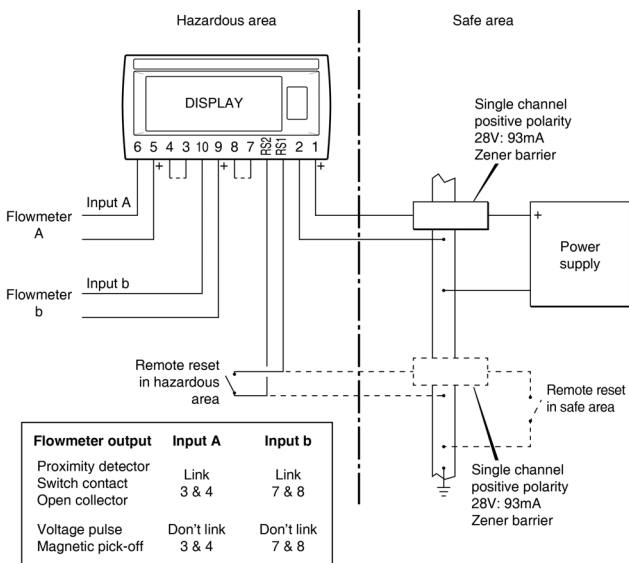 Hazardous area
Safe area
DISPLAY
6 5 4 3 10 9 8 7 RS2 RS1 2 1
+ + +
Single channel
positive polarity
28V: 93mA
Zener barrier
Input A
Flowmeter
A
+
Power
supply
Input b
Flowmeter
b
Remote reset
in hazardous
area
Remote reset
in safe area
Flowmeter output Input A Input b
Proximity detector
Switch contact
Open collector
Link
3 & 4
Link
7 & 8
Voltage pulse
Magnetic pick-off
Don't link
3 & 4
Don't link
7 & 8
Single channel
positive polarity
28V: 93mA
Zener barrier